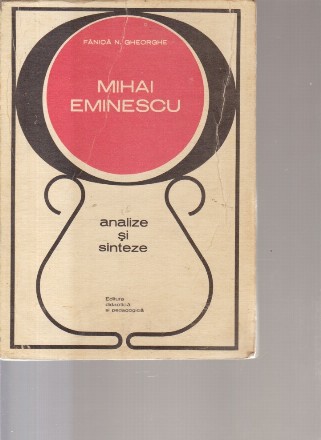 FĂNICĂ N. GHEORGHE
MIHAI
EMINESCU
analize
și
sinteze
Editura
didactică
și pedagogică